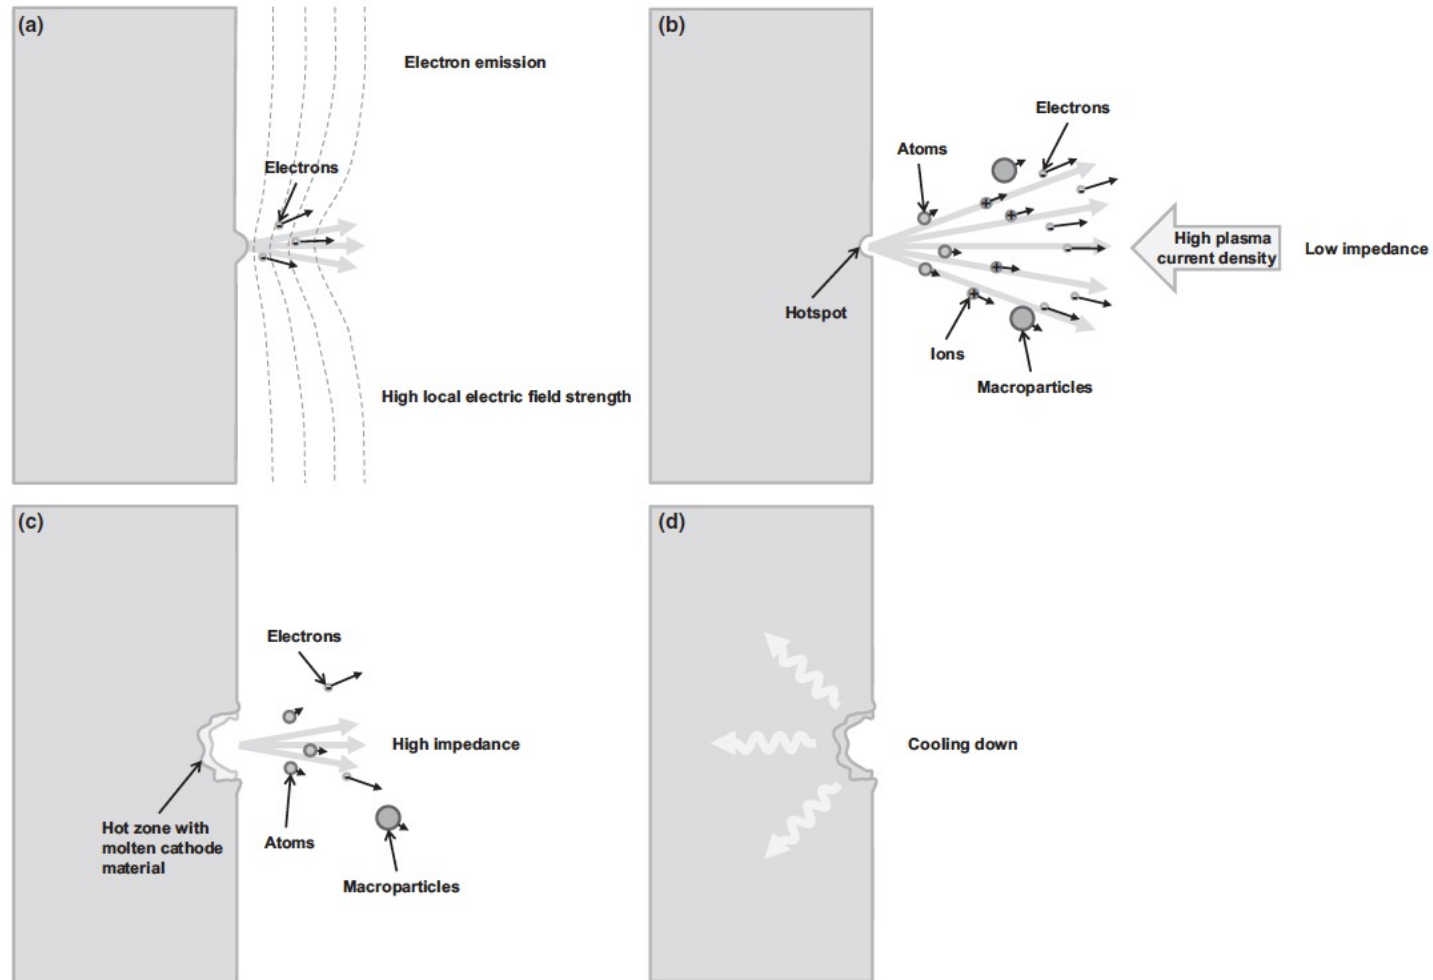 (a)
Electron emission
Electrons
High local electric field strength
(b)
Electrons
Atoms
High plasma
current density
Low impedance
Hotspot
Ions
Macroparticles
(c)
Electrons
High impedance
Hot zone with
molten cathode
material
Atoms
Macroparticles
(d)
Cooling down